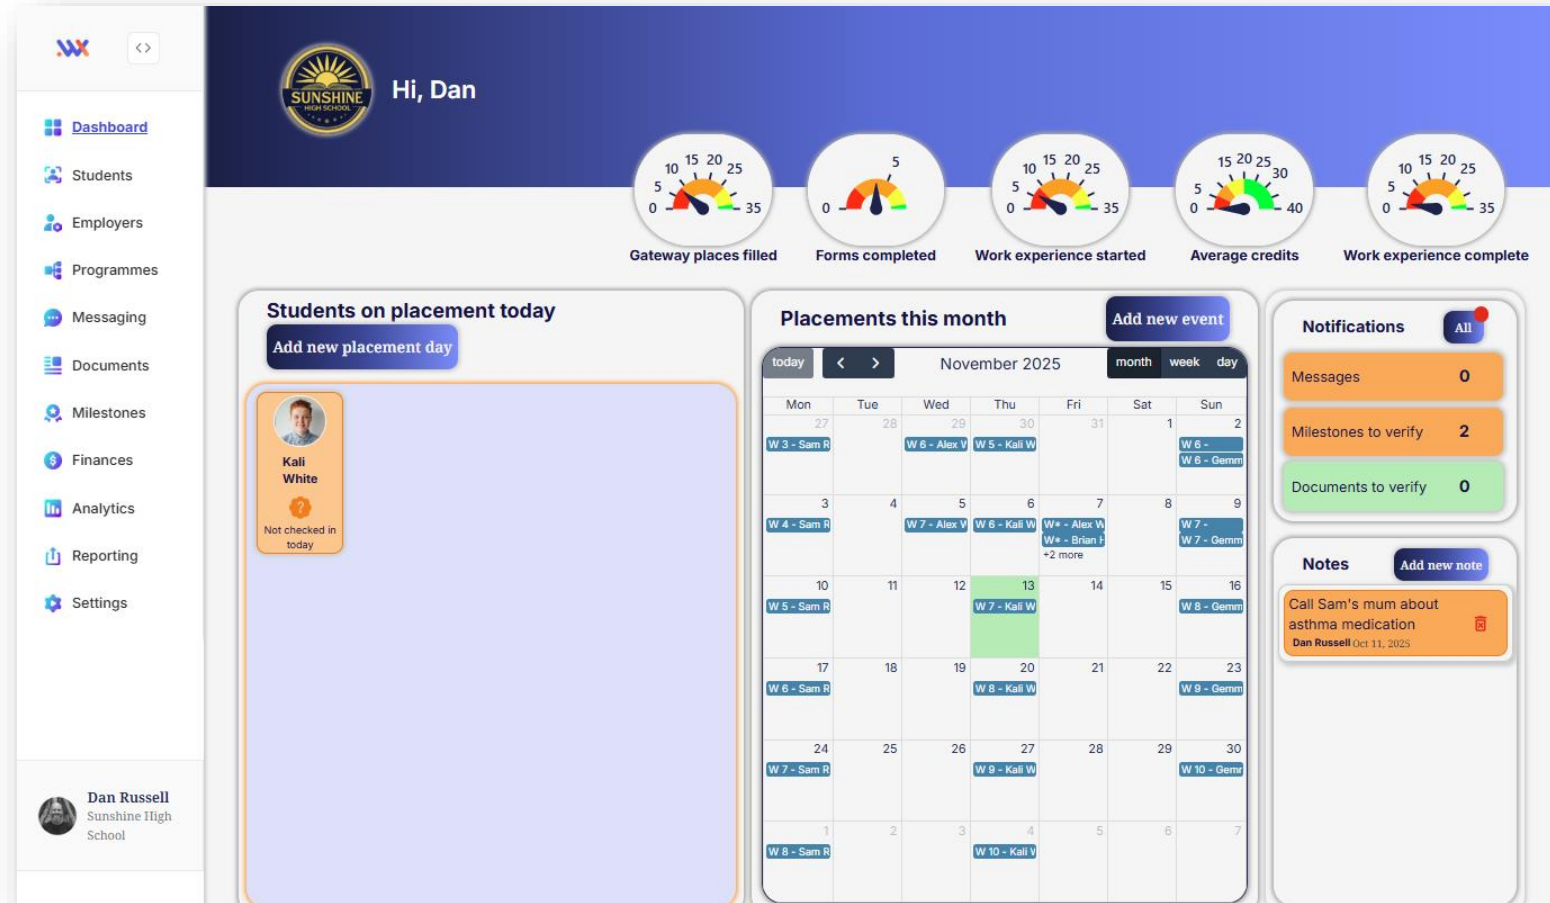 Dashboard
Students
Employers
Programmes
Messaging
Documents
Milestones
Finances
Analytics
Reporting
Settings
Dan Russell
Sunshine High
School
SUNSHINE
HIGH SCHOOL
Hi, Dan
0 5 10 15 20 25 35
Gateway places filled
0 5
Forms completed
0 5 10 15 20 25 35
Work experience started
0 5 15 20 25 30 40
Average credits
0 5 10 15 20 25 35
Work experience complete
Students on placement today
Add new placement day
Kali
White
?
Not checked in
today
Placements this month
Add new event
today < > November 2025 month week day
Mon Tue Wed Thu Fri Sat Sun
27 28 29 30 31 1 2
W 3 - Sam R W 6 - Alex W W 5 - Kali W W 6 -
W 6 - Gemm
3 4 5 6 7 8 9
W 4 - Sam R W 7 - Alex W W 6 - Kali W W* - Alex W W 7 -
W* - Brian H W 7 - Gemm
+2 more
10 11 12 13 14 15 16
W 5 - Sam R W 7 - Kali W W 8 - Gemm
17 18 19 20 21 22 23
W 6 - Sam R W 8 - Kali W W 9 - Gemm
24 25 26 27 28 29 30
W 7 - Sam R W 9 - Kali W W 10 - Gemr
1 2 3 4 5 6 7
W 8 - Sam R W 10 - Kali W
Notifications
All
Messages 0
Milestones to verify 2
Documents to verify 0
Notes
Add new note
Call Sam's mum about
asthma medication
Dan Russell Oct 11, 2025